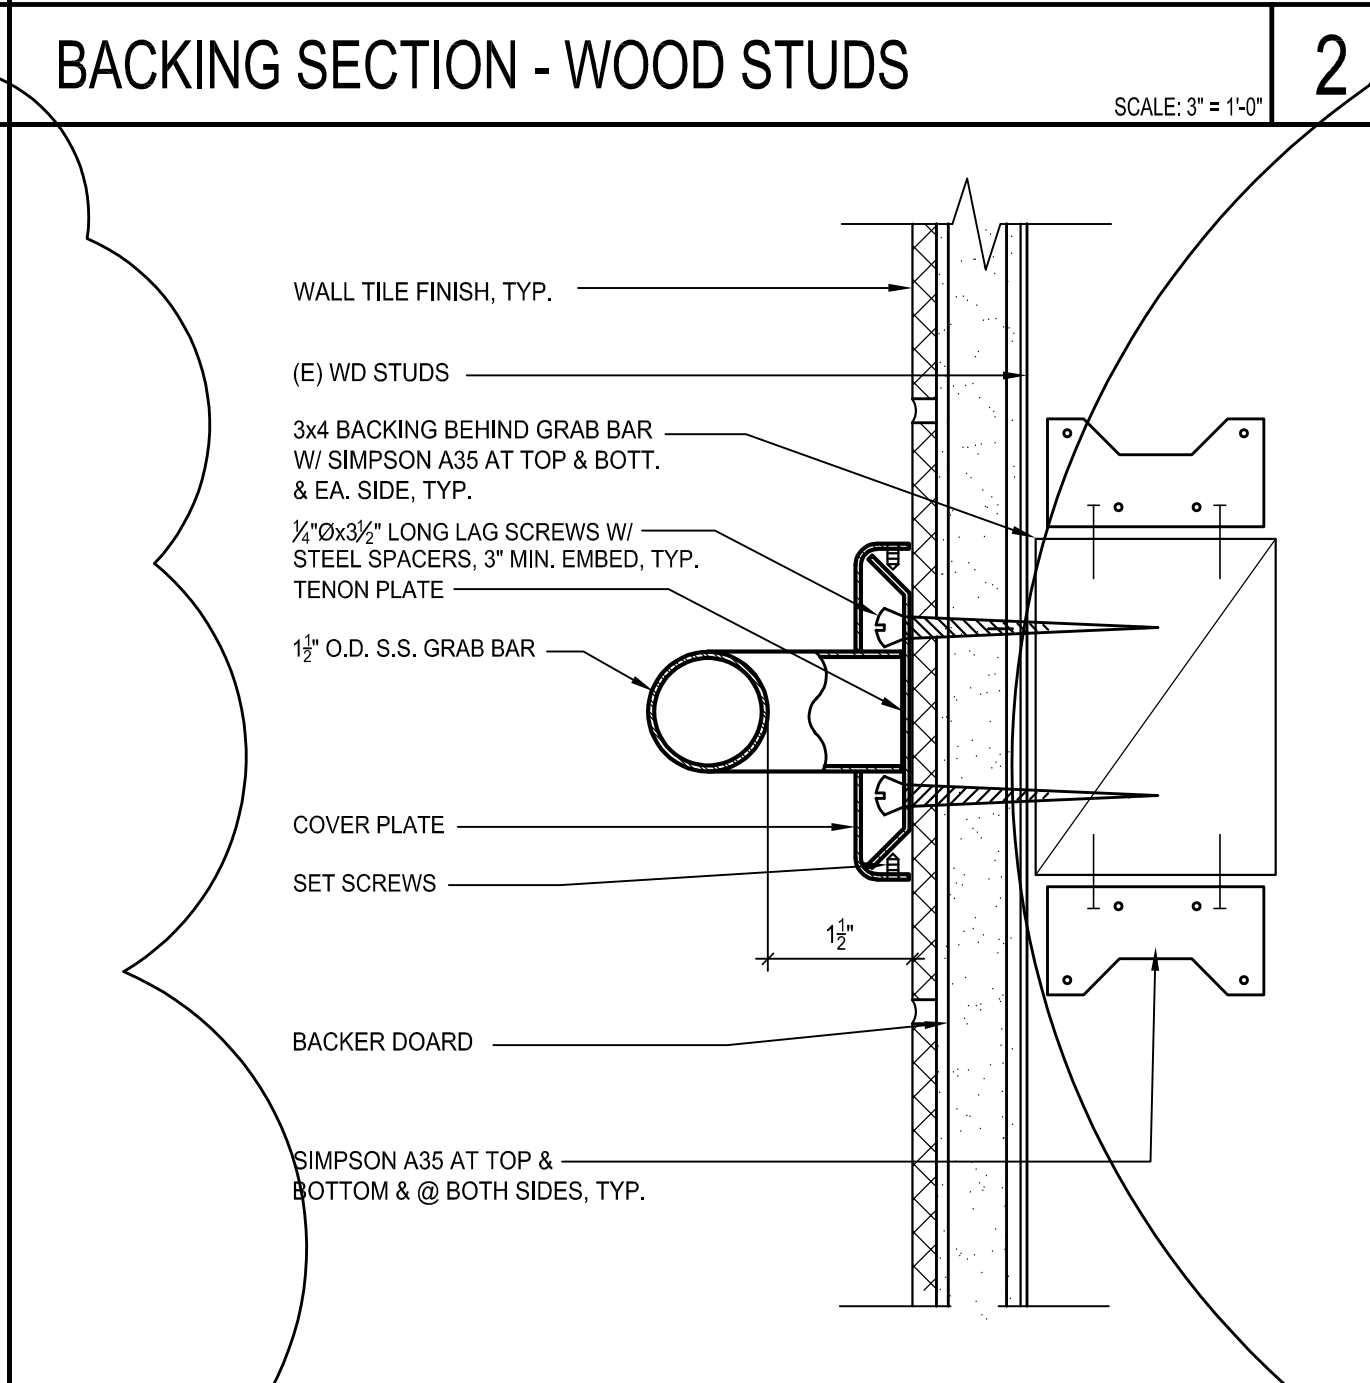 BACKING SECTION - WOOD STUDS
SCALE: 3" = 1'-0"
2
WALL TILE FINISH, TYP.
(E) WD STUDS
3x4 BACKING BEHIND GRAB BAR
W/ SIMPSON A35 AT TOP & BOTT.
& EA. SIDE, TYP.
¼"Øx3½" LONG LAG SCREWS W/
STEEL SPACERS, 3" MIN. EMBED, TYP.
TENON PLATE
1½" O.D. S.S. GRAB BAR
COVER PLATE
SET SCREWS
1½"
BACKER DOARD
SIMPSON A35 AT TOP &
BOTTOM & @ BOTH SIDES, TYP.